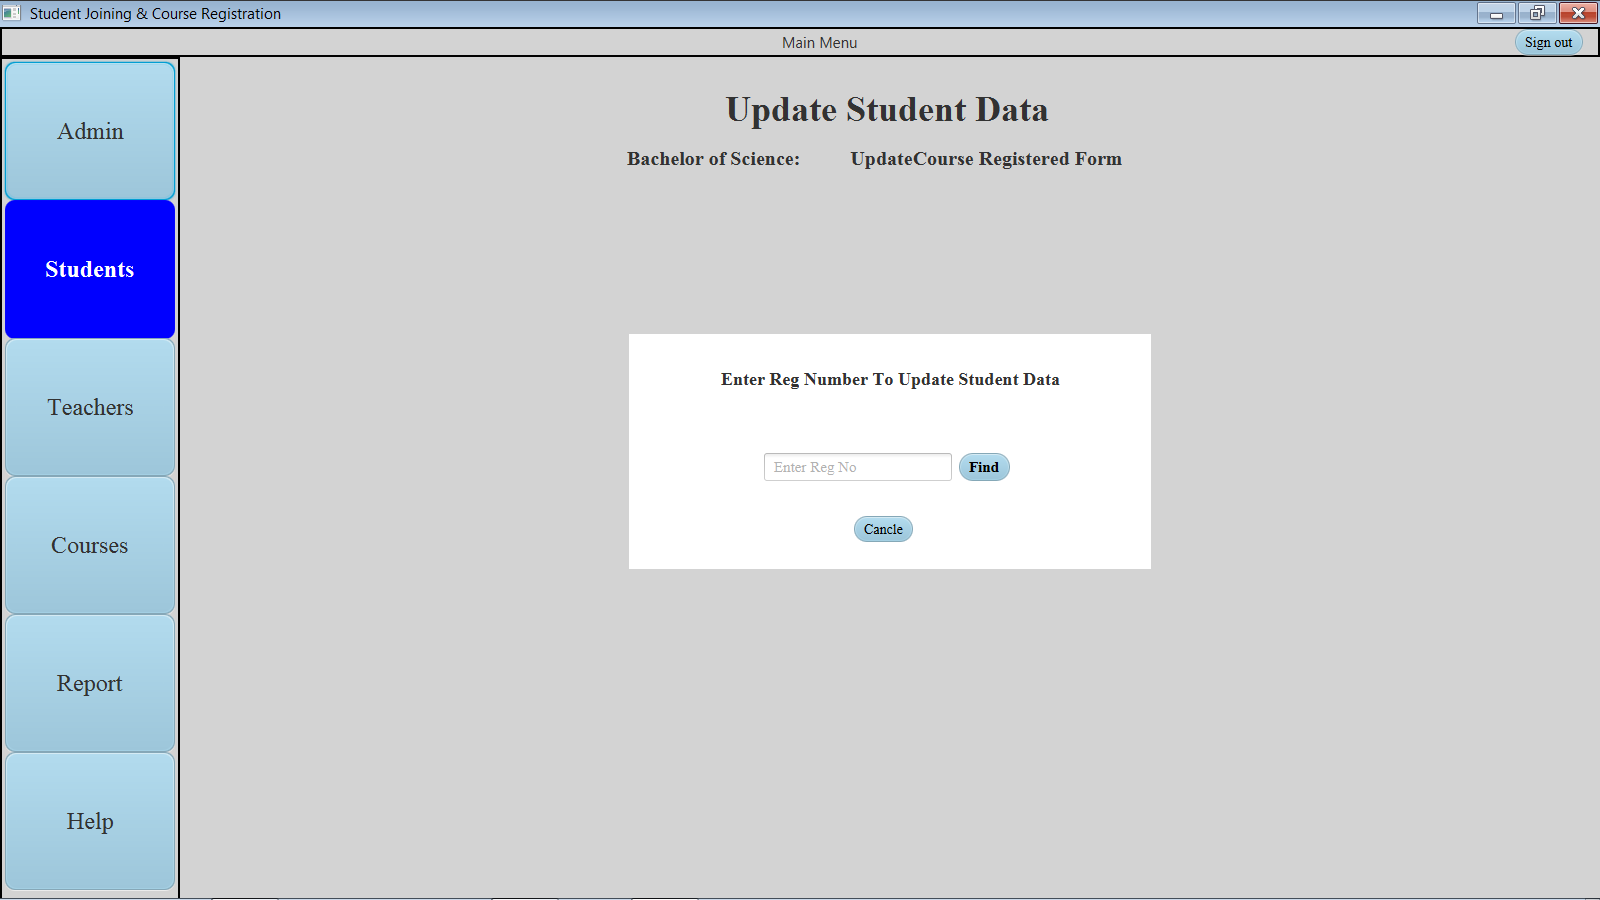 Student Joining & Course Registration
Main Menu
Sign out
Admin
Students
Teachers
Courses
Report
Help
Update Student Data
Bachelor of Science: UpdateCourse Registered Form
Enter Reg Number To Update Student Data
Enter Reg No Find
Cancle